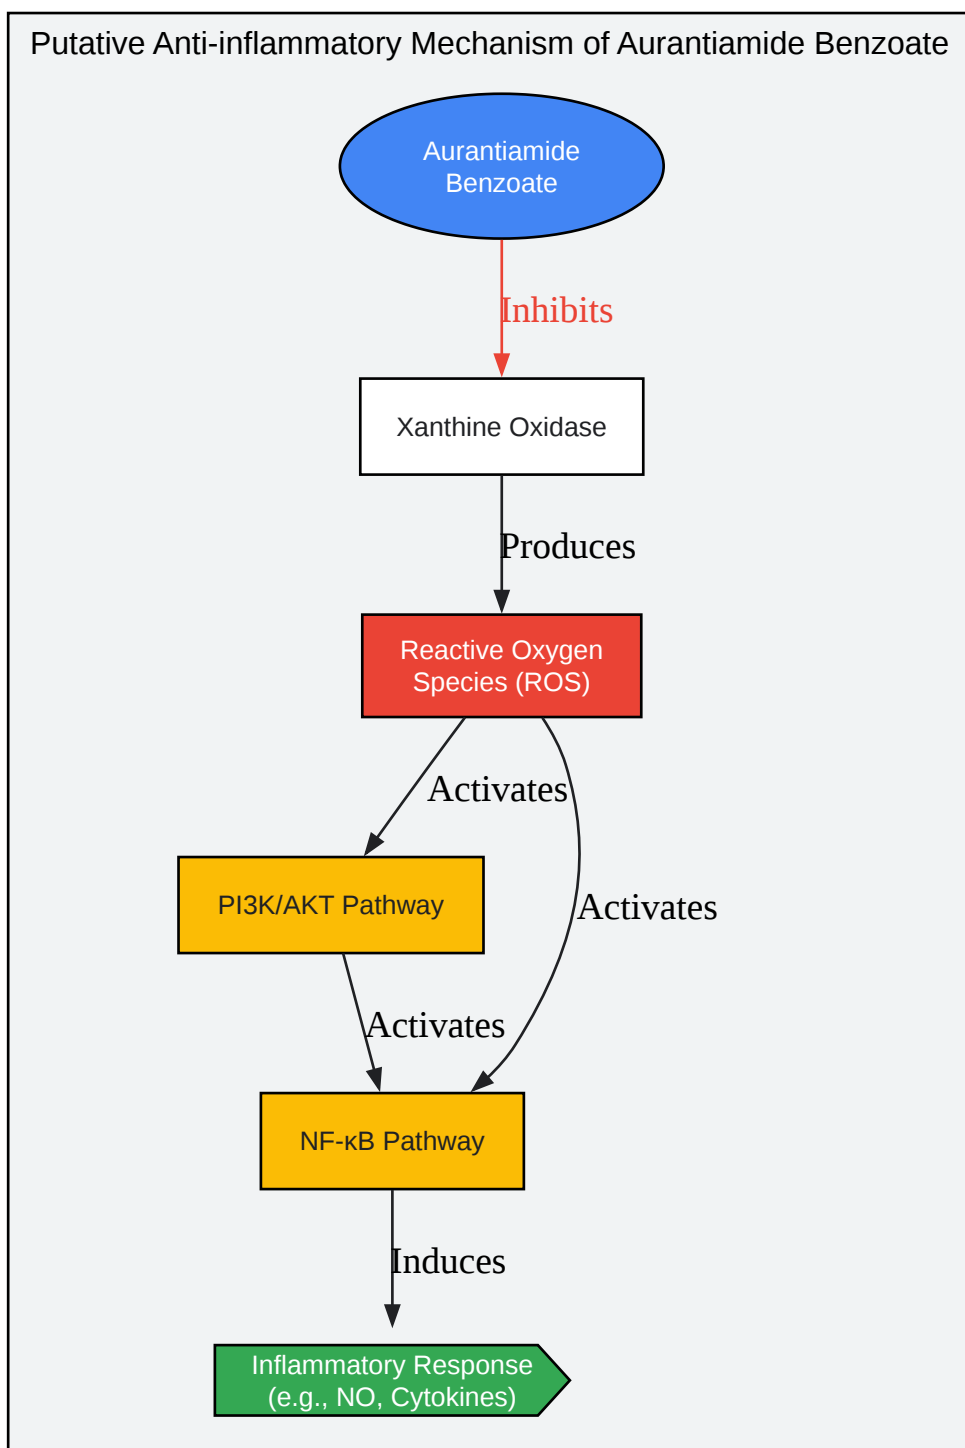 Putative Anti-inflammatory Mechanism of Aurantiamide Benzoate
Aurantiamide
Benzoate
Inhibits
Xanthine Oxidase
Produces
Reactive Oxygen
Species (ROS)
Activates
PI3K/AKT Pathway
Activates
Activates
NF-κB Pathway
Induces
Inflammatory Response
(e.g., NO, Cytokines)